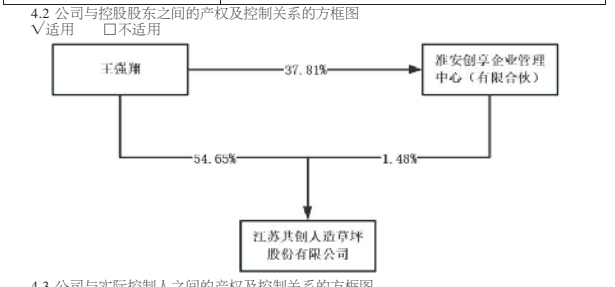 4.2 公司与控股股东之间的产权及控制关系的方框图
√适用 □不适用
王强翔
37.81%
淮安创享企业管理
中心（有限合伙）
54.65%
1.48%
江苏共创人造草坪
股份有限公司
4.3 公司与实际控制人之间的产权及控制关系的方框图